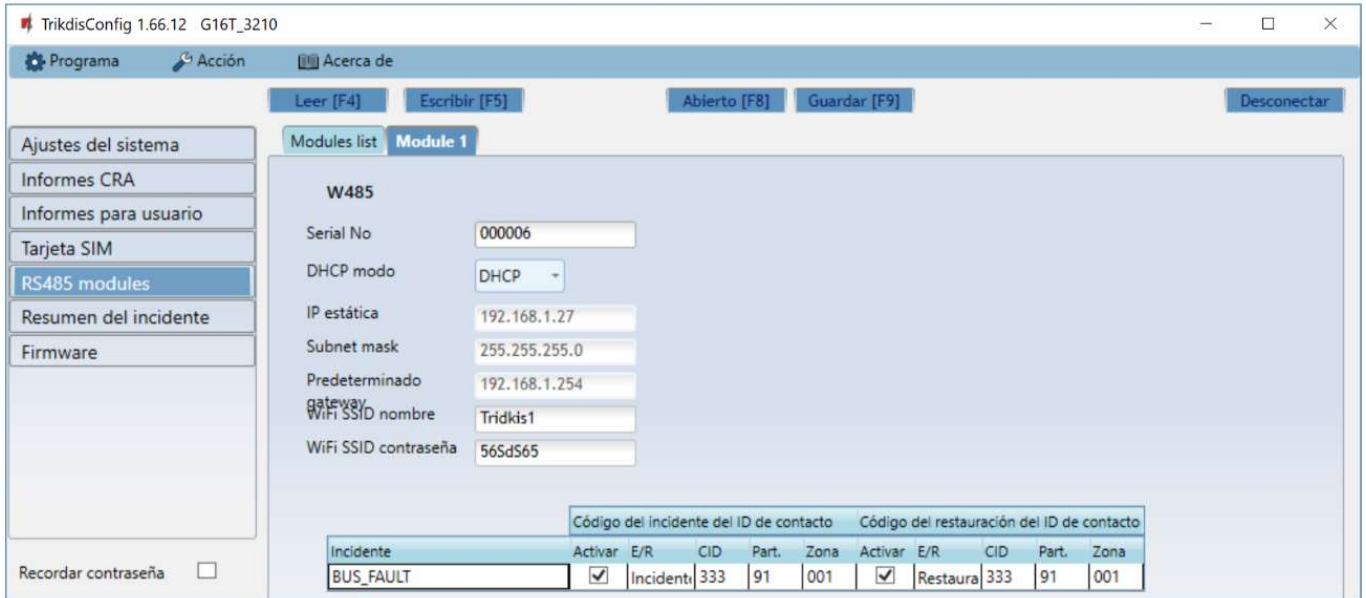 TrikdisConfig 1.66.12 G16T_3210
Programa Acción Acerca de
Leer [F4] Escribir [F5] Abierto [F8] Guardar [F9] Desconectar
Ajustes del sistema
Informes CRA
Informes para usuario
Tarjeta SIM
RS485 modules
Resumen del incidente
Firmware
Recordar contraseña
Modules list Module 1
W485
Serial No 000006
DHCP modo DHCP
IP estática 192.168.1.27
Subnet mask 255.255.255.0
Predeterminado 192.168.1.254
gateway
WiFi SSID nombre Tridkis1
WiFi SSID contraseña 56SdS65
Código del incidente del ID de contacto Código del restauración del ID de contacto
Incidente Activar E/R CID Part. Zona Activar E/R CID Part. Zona
BUS_FAULT Incident 333 91 001 Restaura 333 91 001